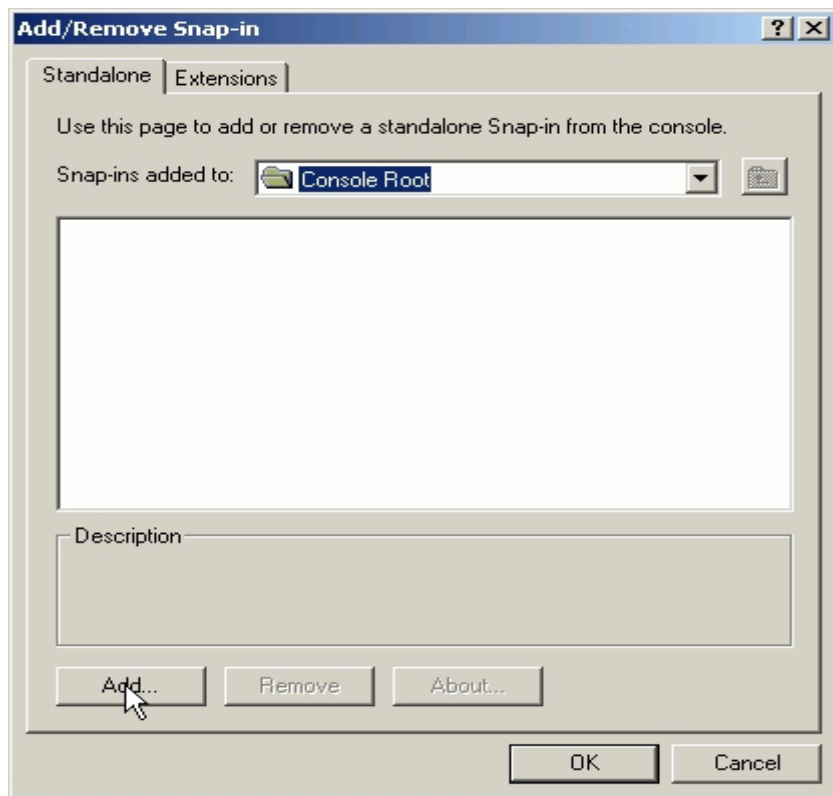 Add/Remove Snap-in
Standalone
Extensions
Use this page to add or remove a standalone Snap-in from the console.
Snap-ins added to:
Console Root
Description
Add...
Remove
About...
OK
Cancel